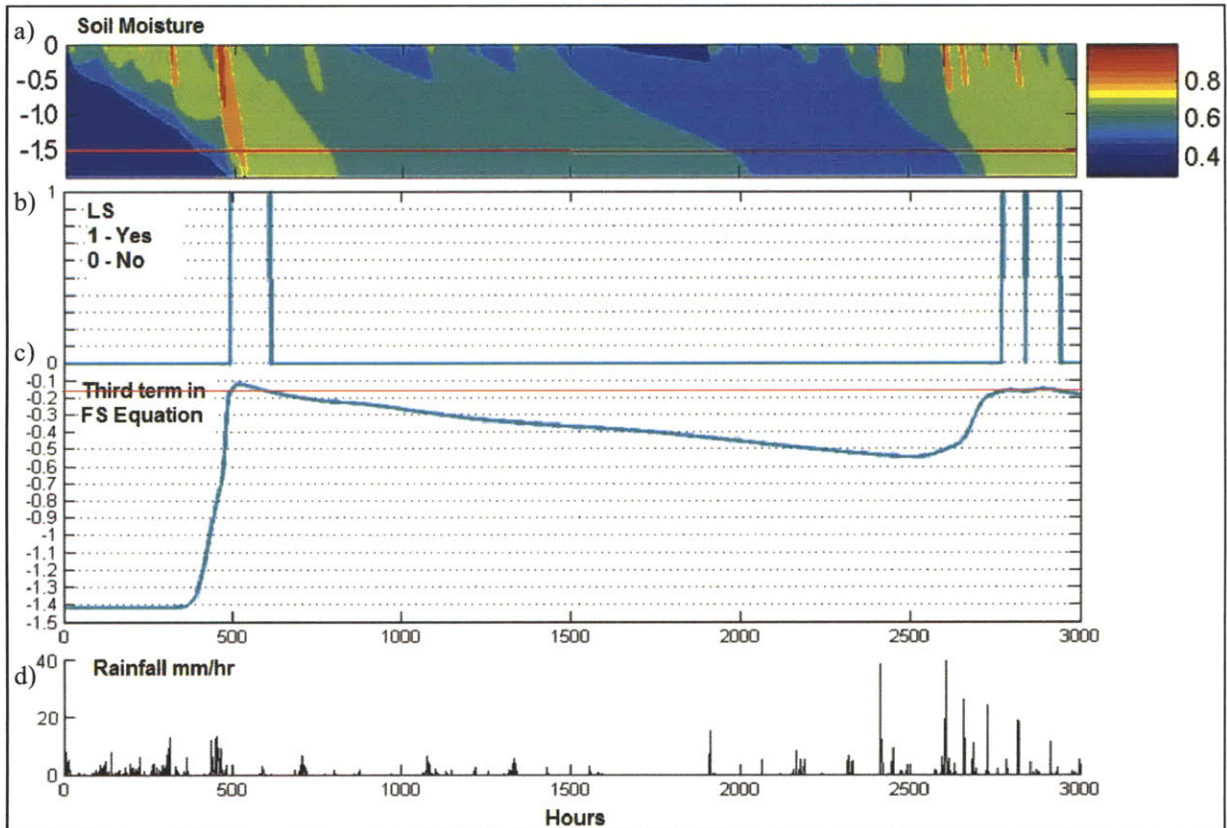 a) Soil Moisture
0
-0.5
-10
-1.5
0.8
0.6
0.4
b)
1
LS
1 - Yes
0 - No
0
c)
-0.1
-0.2
-0.3
-0.4
-0.5
-0.6
-0.7
-0.8
-0.9
-1
-1.1
-1.2
-1.3
-1.4
-1.5
Third term in
FS Equation
0 500 1000 1500 2000 2500 3000
d) Rainfall mm/hr
40
20
0
0 500 1000 1500 2000 2500 3000
Hours